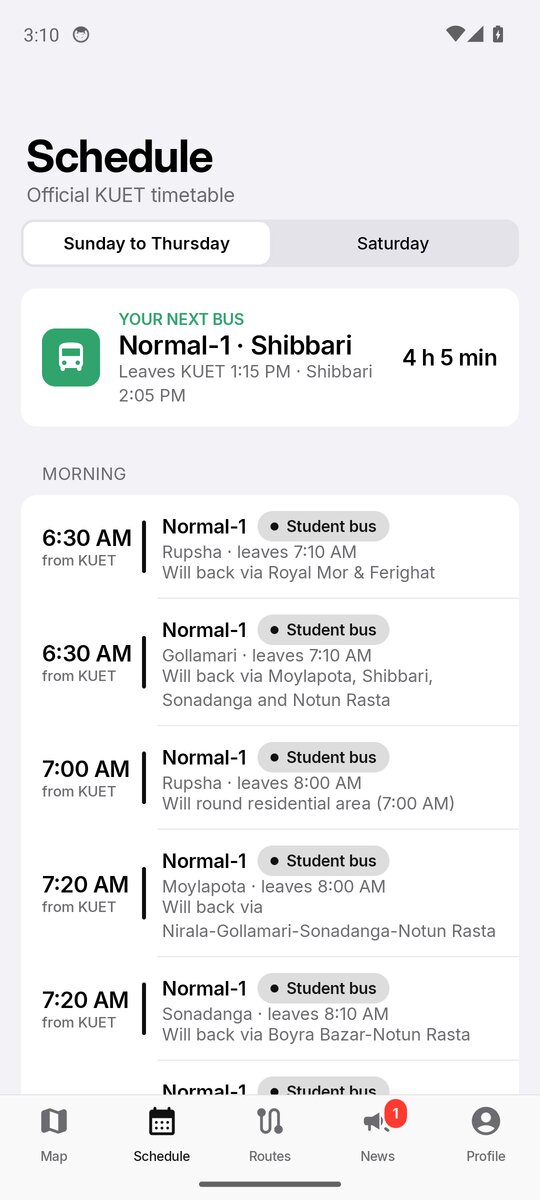 3:10
Schedule
Official KUET timetable
Sunday to Thursday
Saturday
YOUR NEXT BUS
Normal-1 · Shibbari
Leaves KUET 1:15 PM · Shibbari
2:05 PM
4 h 5 min
MORNING
6:30 AM
from KUET
Normal-1
Student bus
Rupsha · leaves 7:10 AM
Will back via Royal Mor & Ferighat
6:30 AM
from KUET
Normal-1
Student bus
Gollamari · leaves 7:10 AM
Will back via Moylapota, Shibbari,
Sonadanga and Notun Rasta
7:00 AM
from KUET
Normal-1
Student bus
Rupsha · leaves 8:00 AM
Will round residential area (7:00 AM)
7:20 AM
from KUET
Normal-1
Student bus
Moylapota · leaves 8:00 AM
Will back via
Nirala-Gollamari-Sonadanga-Notun Rasta
7:20 AM
from KUET
Normal-1
Student bus
Sonadanga · leaves 8:10 AM
Will back via Boyra Bazar-Notun Rasta
Normal-1
Student bus
1
Map
Schedule
Routes
News
Profile